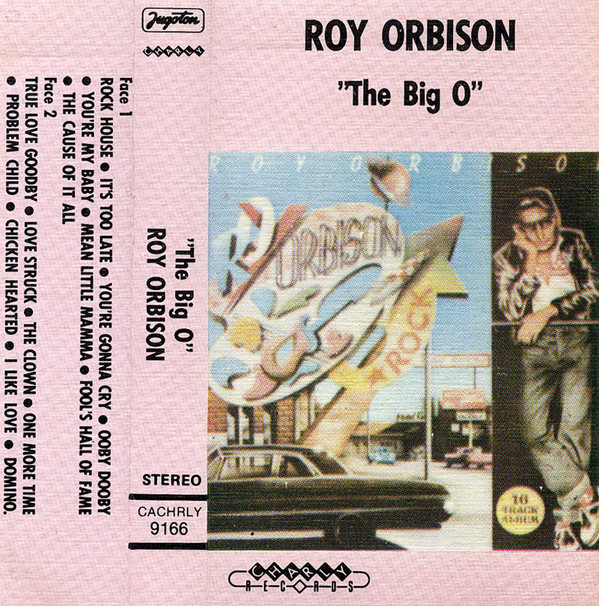 Jugoton
CHARLY
ROY ORBISON
"The Big O"
ROY ORBISON
ORBISON
ROCK
16
TRACK
ALBUM
CHARLY
RECORDS
"The Big O"
ROY ORBISON
STEREO
CACHRLY
9166
Face 1
ROCK HOUSE ● IT'S TOO LATE ● YOU'RE GONNA CRY ● OOBY DOOBY
● YOU'RE MY BABY ● MEAN LITTLE MAMMA ● FOOL'S HALL OF FAME
● THE CAUSE OF IT ALL
Face 2
TRUE LOVE GOODBY ● LOVE STRUCK ● THE CLOWN ● ONE MORE TIME
● PROBLEM CHILD ● CHICKEN HEARTED ● I LIKE LOVE ● DOMINO.